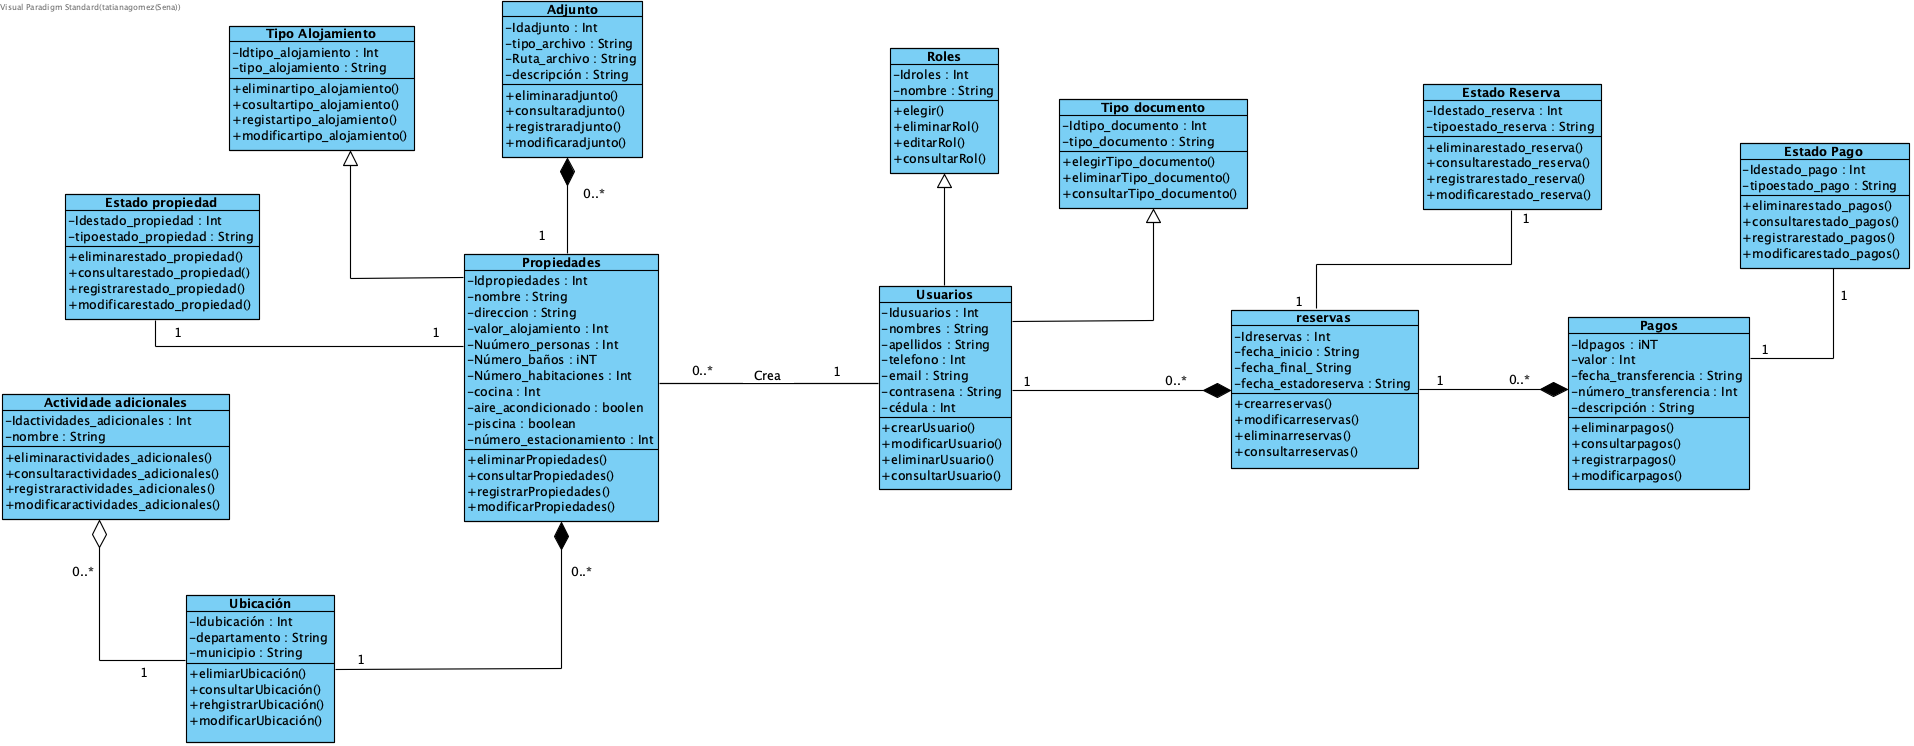 Visual Paradigm Standard(tatianagomez(Sena))
Tipo Alojamiento
-Idtipo_alojamiento : Int
-tipo_alojamiento : String
+eliminartipo_alojamiento()
+cosultartipo_alojamiento()
+registartipo_alojamiento()
+modificartipo_alojamiento()
Adjunto
-Idadjunto : Int
-tipo_archivo : String
-Ruta_archivo : String
-descripción : String
+eliminaradjunto()
+consultaradjunto()
+registraradjunto()
+modificaradjunto()
0..*
1
Roles
-Idroles : Int
-nombre : String
+elegir()
+eliminarRol()
+editarRol()
+consultarRol()
Tipo documento
-Idtipo_documento : Int
-tipo_documento : String
+elegirTipo_documento()
+eliminarTipo_documento()
+consultarTipo_documento()
Estado Reserva
-Idestado_reserva : Int
-tipoestado_reserva : String
+eliminarestado_reserva()
+consultarestado_reserva()
+registrarestado_reserva()
+modificarestado_reserva()
1
1
Estado Pago
-Idestado_pago : Int
-tipoestado_pago : String
+eliminarestado_pagos()
+consultarestado_pagos()
+registrarestado_pagos()
+modificarestado_pagos()
1
1
Estado propiedad
-Idestado_propiedad : Int
-tipoestado_propiedad : String
+eliminarestado_propiedad()
+consultarestado_propiedad()
+registrarestado_propiedad()
+modificarestado_propiedad()
1
1
Propiedades
-Idpropiedades : Int
-nombre : String
-direccion : String
-valor_alojamiento : Int
-Nuúmero_personas : Int
-Número_baños : iNT
-Número_habitaciones : Int
-cocina : Int
-aire_acondicionado : boolen
-piscina : boolean
-número_estacionamiento : Int
+eliminarPropiedades()
+consultarPropiedades()
+registrarPropiedades()
+modificarPropiedades()
0..*
Crea
1
Usuarios
-Idusuarios : Int
-nombres : String
-apellidos : String
-telefono : Int
-email : String
-contrasena : String
-cédula : Int
+crearUsuario()
+modificarUsuario()
+eliminarUsuario()
+consultarUsuario()
1
0..*
reservas
-Idreservas : Int
-fecha_inicio : String
-fecha_final_ : String
-fecha_estadoreserva : String
+crearreservas()
+modificarreservas()
+eliminarreservas()
+consultarreservas()
1
0..*
Pagos
-Idpagos : iNT
-valor : Int
-fecha_transferencia : String
-número_transferencia : Int
-descripción : String
+eliminarpagos()
+consultarpagos()
+registrarpagos()
+modificarpagos()
Actividade adicionales
-Idactividades_adicionales : Int
-nombre : String
+eliminaractividades_adicionales()
+consultaractividades_adicionales()
+registraractividades_adicionales()
+modificaractividades_adicionales()
0..*
1
0..*
1
Ubicación
-Idubicación : Int
-departamento : String
-municipio : String
+elimiarUbicación()
+consultarUbicación()
+rehgistrarUbicación()
+modificarUbicación()